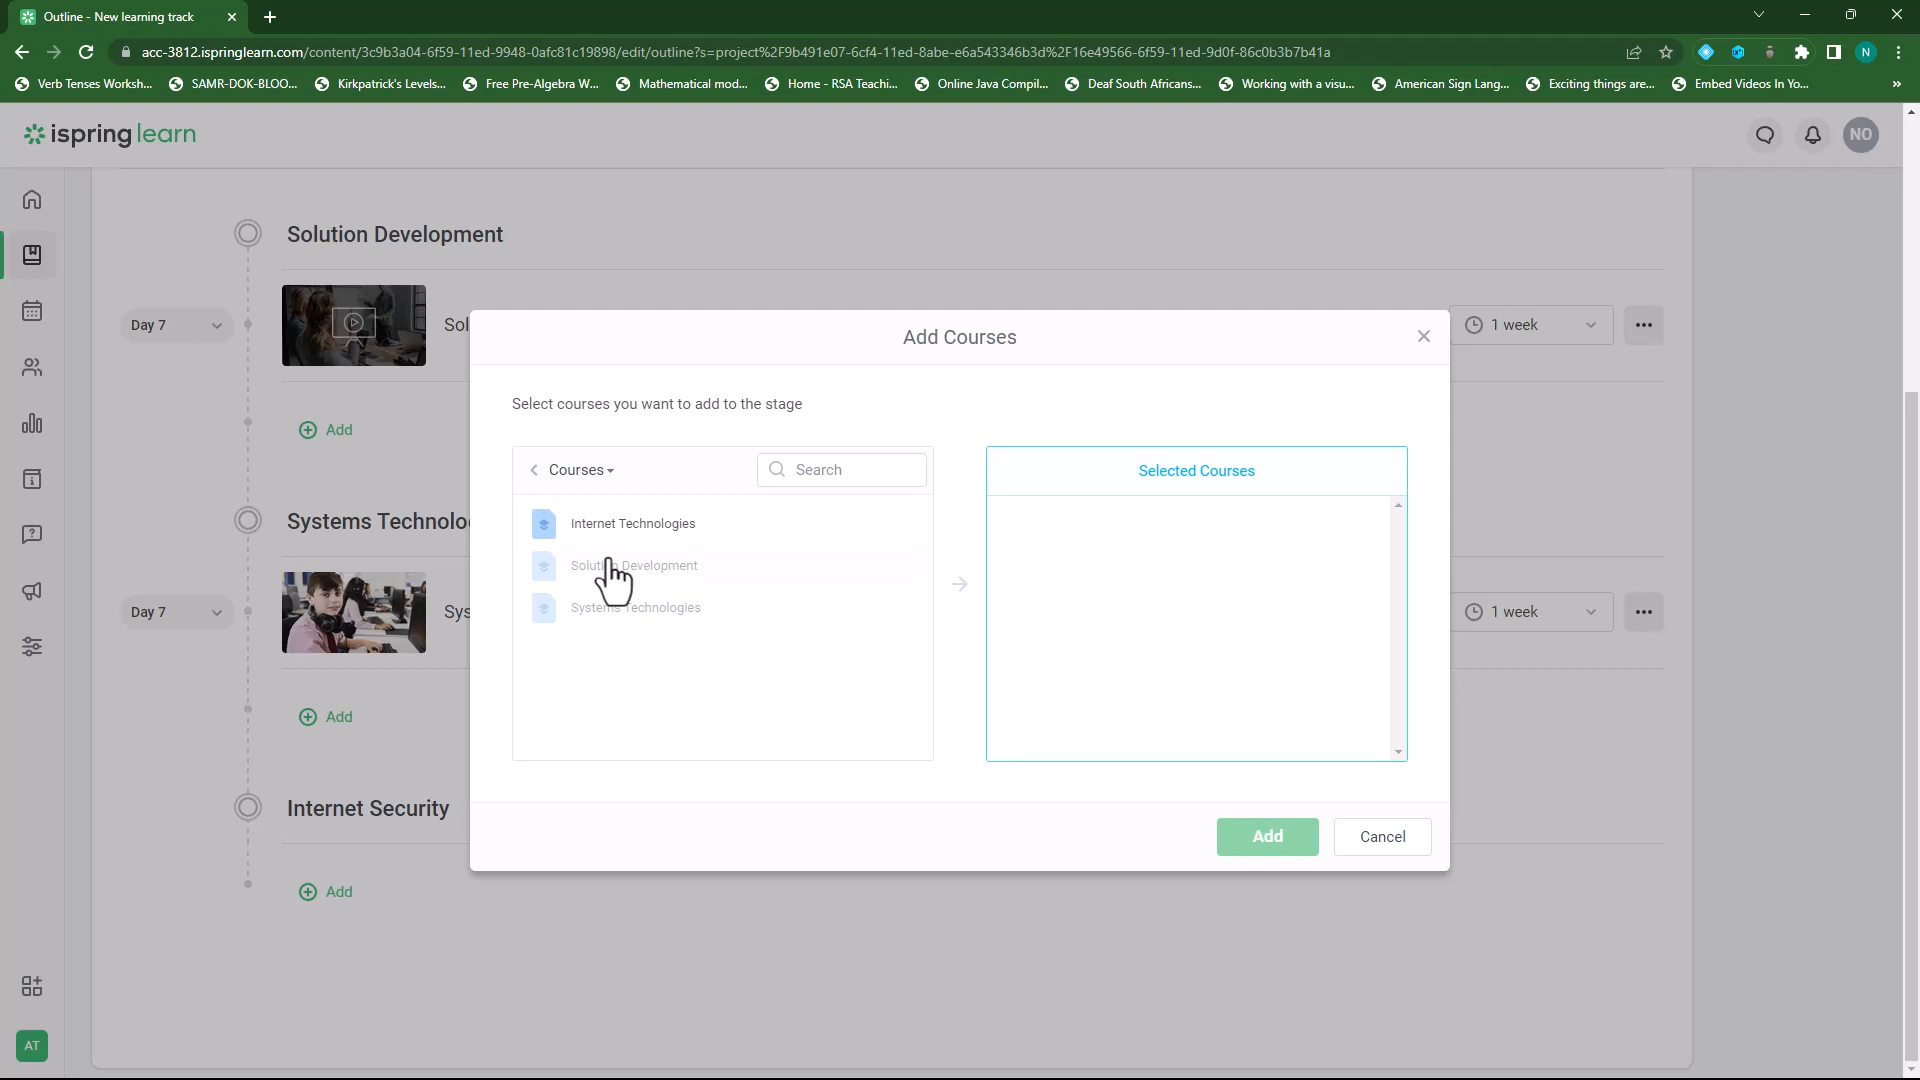 Outline - New learning track
acc-3812.ispringlearn.com/content/3c9b3a04-6f59-11ed-9948-0afc81c19898/edit/outline?s=project%2F9b491e07-6cf4-11ed-8abe-e6a543346b3d%2F16e49566-6f59-11ed-9d0f-86c0b3b7b41a
N
Verb Tenses Worksh...
SAMR-DOK-BLOO...
Kirkpatrick's Levels...
Free Pre-Algebra W...
Mathematical mod...
Home - RSA Teachi...
Online Java Compil...
Deaf South Africans...
Working with a visu...
American Sign Lang...
Exciting things are...
Embed Videos In Yo...
»
ispring learn
NO
Solution Development
Day 7
Sol
1 week
Add
Systems Technolo
Day 7
Sys
1 week
Add
Internet Security
Add
AT
Add Courses
Select courses you want to add to the stage
Courses
Search
Internet Technologies
Solution Development
Systems Technologies
Selected Courses
Add
Cancel